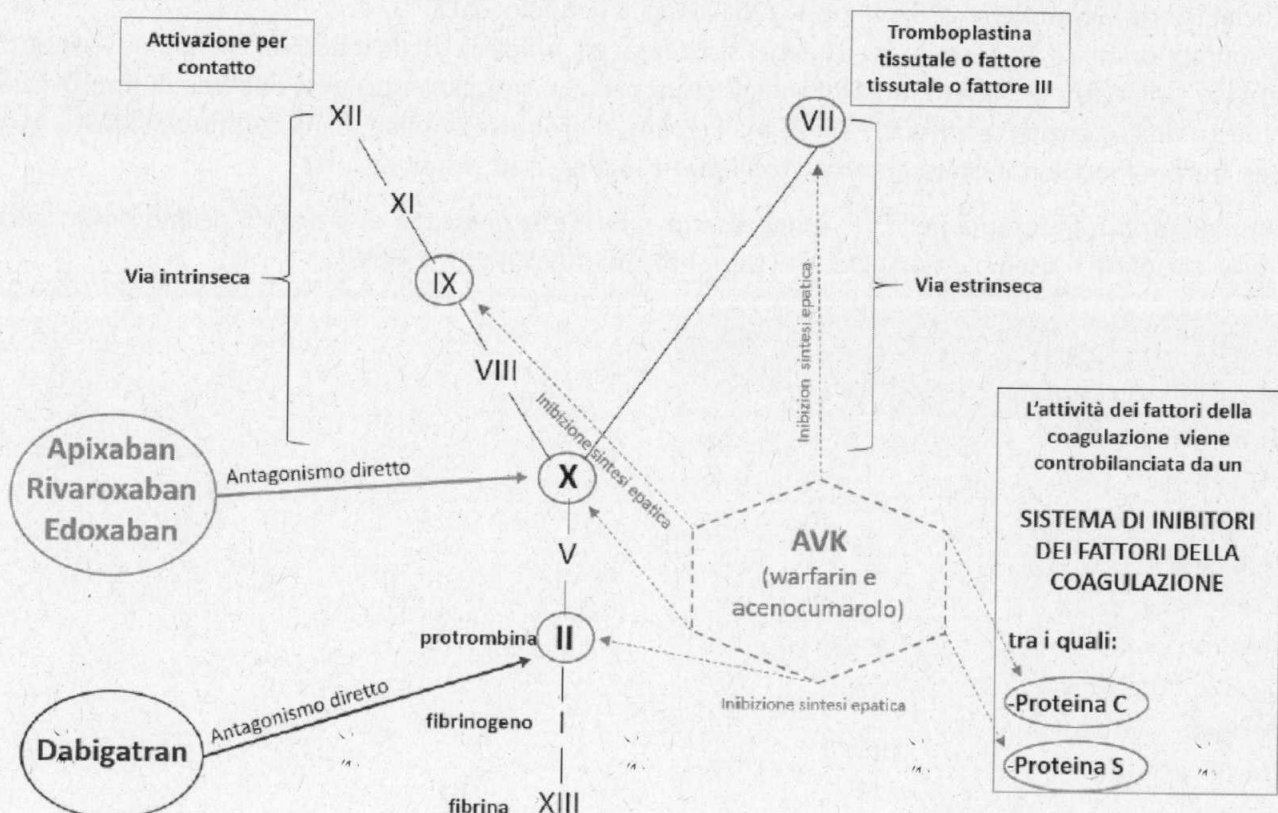 Attivazione per
contatto
Tromboplastina
tissutale o fattore
tissutale o fattore III
XII
VII
XI
Via intrinseca
IX
Inibizion sintesi epatica
Via estrinseca
VIII
Inibizione sintesi epatica
Apixaban
Rivaroxaban
Edoxaban
Antagonismo diretto
X
V
AVK
(warfarin e
acenocumarolo)
protrombina
II
Inibizione sintesi epatica
Dabigatran
Antagonismo diretto
fibrinogeno
fibrina
XIII
L'attività dei fattori della
coagulazione viene
controbilanciata da un
SISTEMA DI INIBITORI
DEI FATTORI DELLA
COAGULAZIONE
tra i quali:
-Proteina C
-Proteina S